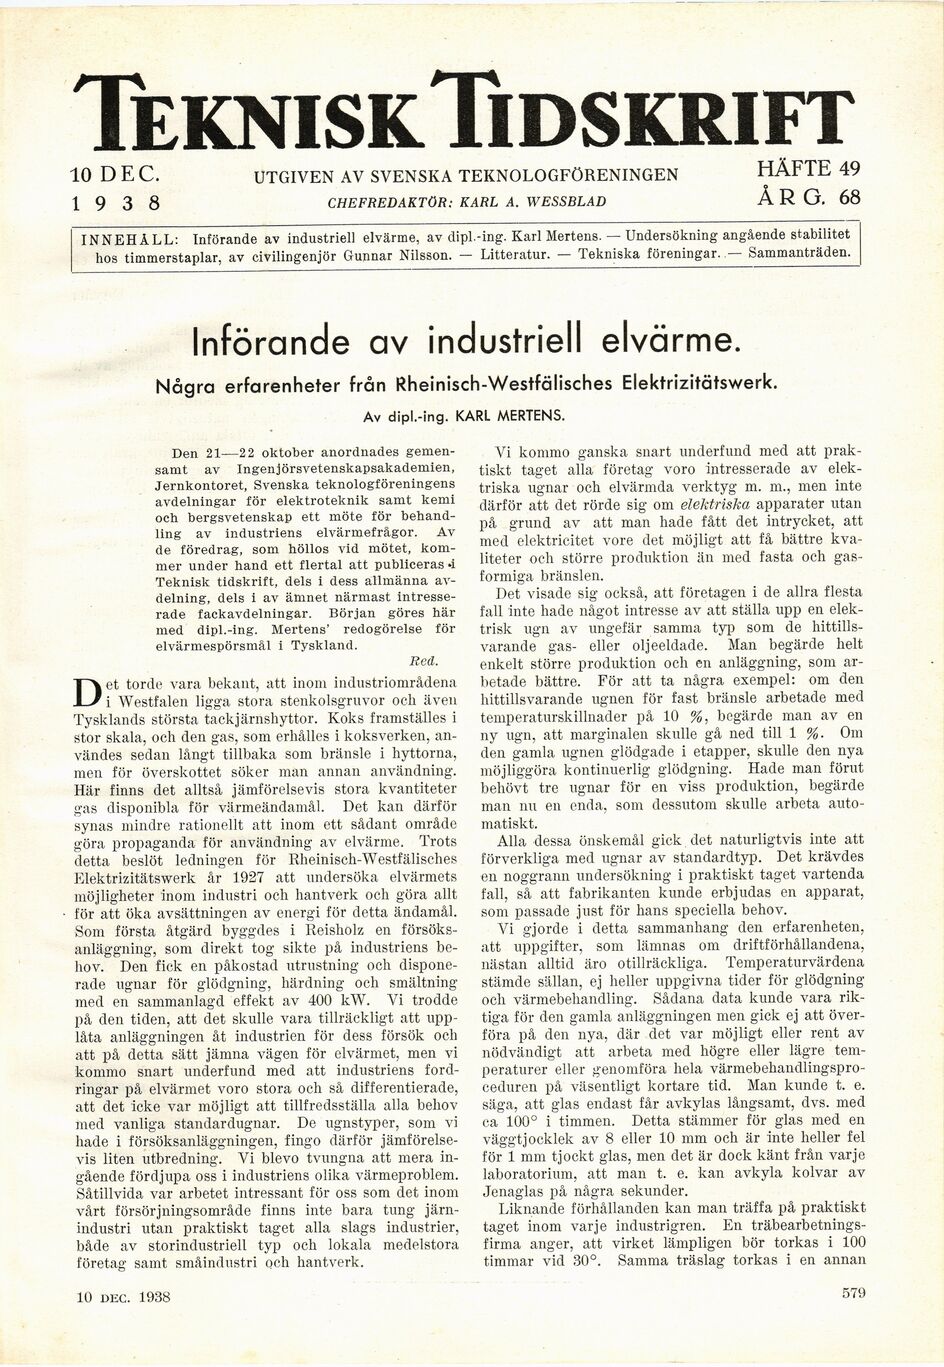 TEKNISK TIDSKRIFT
10 DEC.
1 9 3 8
UTGIVEN AV SVENSKA TEKNOLOGFÖRENINGEN
CHEFREDAKTÖR: KARL A. WESSBLAD
HÄFTE 49
ÅRG. 68
INNEHÅLL: Införande av industriell elvärme, av dipl.-ing. Karl Mertens. — Undersökning angående stabilitet
hos timmerstaplar, av civilingenjör Gunnar Nilsson. — Litteratur. — Tekniska föreningar. — Sammanträden.
Införande av industriell elvärme.
Några erfarenheter från Rheinisch-Westfälisches Elektrizitätswerk.
Av dipl.-ing. KARL MERTENS.
Den 21—22 oktober anordnades gemen-
samt av Ingenjörsvetenskapsakademien,
Jernkontoret, Svenska teknologföreningens
avdelningar för elektroteknik samt kemi
och bergsvetenskap ett möte för behand-
ling av industriens elvärmefrågor. Av
de föredrag, som höllos vid mötet, kom-
mer under hand ett flertal att publiceras i
Teknisk tidskrift, dels i dess allmänna av-
delning, dels i av ämnet närmast intresse-
rade fackavdelningar. Början göres här
med dipl.-ing. Mertens' redogörelse för
elvärmespörsmål i Tyskland.
Red.
Det torde vara bekant, att inom industriområdena
i Westfalen ligga stora stenkolsgruvor och även
Tysklands största tackjärnshyttor. Koks framställes i
stor skala, och den gas, som erhålles i koksverken, an-
vändes sedan långt tillbaka som bränsle i hyttorna,
men för överskottet söker man annan användning.
Här finns det alltså jämförelsevis stora kvantiteter
gas disponibla för värmeändamål. Det kan därför
synas mindre rationellt att inom ett sådant område
göra propaganda för användning av elvärme. Trots
detta beslöt ledningen för Rheinisch-Westfälisches
Elektrizitätswerk år 1927 att undersöka elvärmets
möjligheter inom industri och hantverk och göra allt
för att öka avsättningen av energi för detta ändamål.
Som första åtgärd byggdes i Reisholz en försöks-
anläggning, som direkt tog sikte på industriens be-
hov. Den fick en påkostad utrustning och dispone-
rade ugnar för glödgning, härdning och smältning
med en sammanlagd effekt av 400 kW. Vi trodde
på den tiden, att det skulle vara tillräckligt att upp-
låta anläggningen åt industrien för dess försök och
att på detta sätt jämna vägen för elvärmet, men vi
kommo snart underfund med att industriens ford-
ringar på elvärmet voro stora och så differentierade,
att det icke var möjligt att tillfredsställa alla behov
med vanliga standardugnar. De ugnstyper, som vi
hade i försöksanläggningen, fingo därför jämförelse-
vis liten utbredning. Vi blevo tvungna att mera in-
gående fördjupa oss i industriens olika värmeproblem.
Såtillvida var arbetet intressant för oss som det inom
vårt försörjningsområde finns inte bara tung järn-
industri utan praktiskt taget alla slags industrier,
både av storindustriell typ och lokala medelstora
företag samt småindustri och hantverk.
Vi kommo ganska snart underfund med att prak-
tiskt taget alla företag voro intresserade av elek-
triska ugnar och elvärmda verktyg m. m., men inte
därför att det rörde sig om elektriska apparater utan
på grund av att man hade fått det intrycket, att
med elektricitet vore det möjligt att få bättre kva-
liteter och större produktion än med fasta och gas-
formiga bränslen.
Det visade sig också, att företagen i de allra flesta
fall inte hade något intresse av att ställa upp en elek-
trisk ugn av ungefär samma typ som de hittills-
varande gas- eller oljeeldade. Man begärde helt
enkelt större produktion och en anläggning, som ar-
betade bättre. För att ta några exempel: om den
hittillsvarande ugnen för fast bränsle arbetade med
temperaturskillnader på 10 %, begärde man av en
ny ugn, att marginalen skulle gå ned till 1 %. Om
den gamla ugnen glödgade i etapper, skulle den nya
möjliggöra kontinuerlig glödgning. Hade man förut
behövt tre ugnar för en viss produktion, begärde
man nu en enda, som dessutom skulle arbeta auto-
matiskt.
Alla dessa önskemål gick det naturligtvis inte att
förverkliga med ugnar av standardtyp. Det krävdes
en noggrann undersökning i praktiskt taget vartenda
fall, så att fabrikanten kunde erbjudas en apparat,
som passade just för hans speciella behov.
Vi gjorde i detta sammanhang den erfarenheten,
att uppgifter, som lämnas om driftförhållandena,
nästan alltid äro otillräckliga. Temperaturvärdena
stämde sällan, ej heller uppgivna tider för glödgning
och värmebehandling. Sådana data kunde vara rik-
tiga för den gamla anläggningen men gick ej att över-
föra på den nya, där det var möjligt eller rent av
nödvändigt att arbeta med högre eller lägre tem-
peraturer eller genomföra hela värmebehandlingspro-
ceduren på väsentligt kortare tid. Man kunde t. e.
säga, att glas endast får avkylas långsamt, dvs. med
ca 100° i timmen. Detta stämmer för glas med en
väggtjocklek av 8 eller 10 mm och är inte heller fel
för 1 mm tjockt glas, men det är dock känt från varje
laboratorium, att man t. e. kan avkyla kolvar av
Jenaglas på några sekunder.
Liknande förhållanden kan man träffa på praktiskt
taget inom varje industrigren. En träbearbetnings-
firma anger, att virket lämpligen bör torkas i 100
timmar vid 30°. Samma träslag torkas i en annan
10 DEC. 1938
579